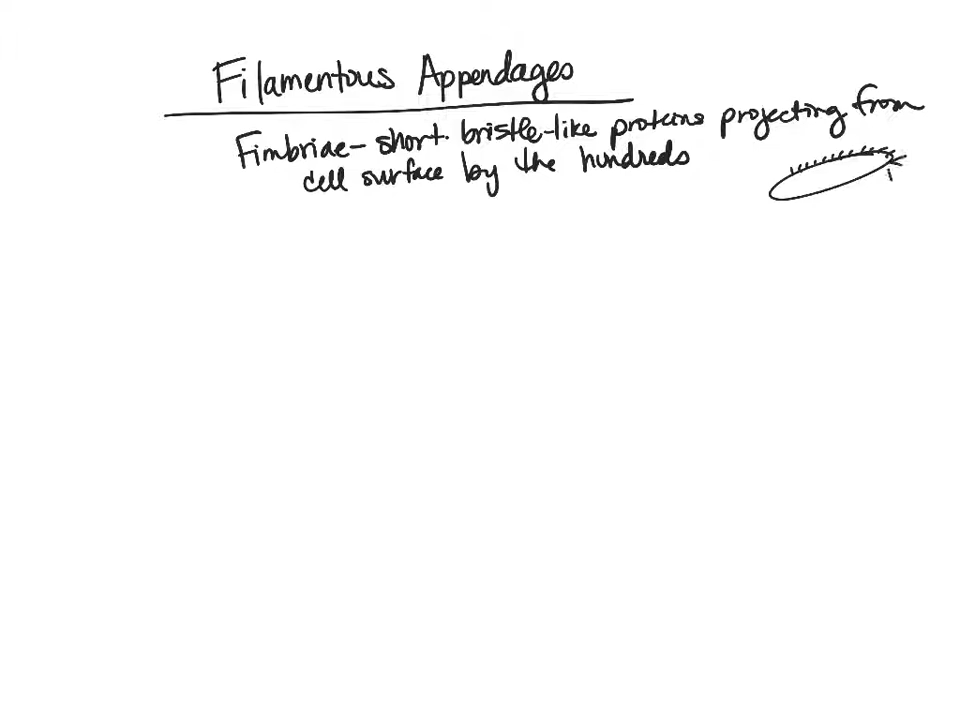 Filamentous Appendages
Fimbriae - short bristle-like proteins projecting from
cell surface by the hundreds